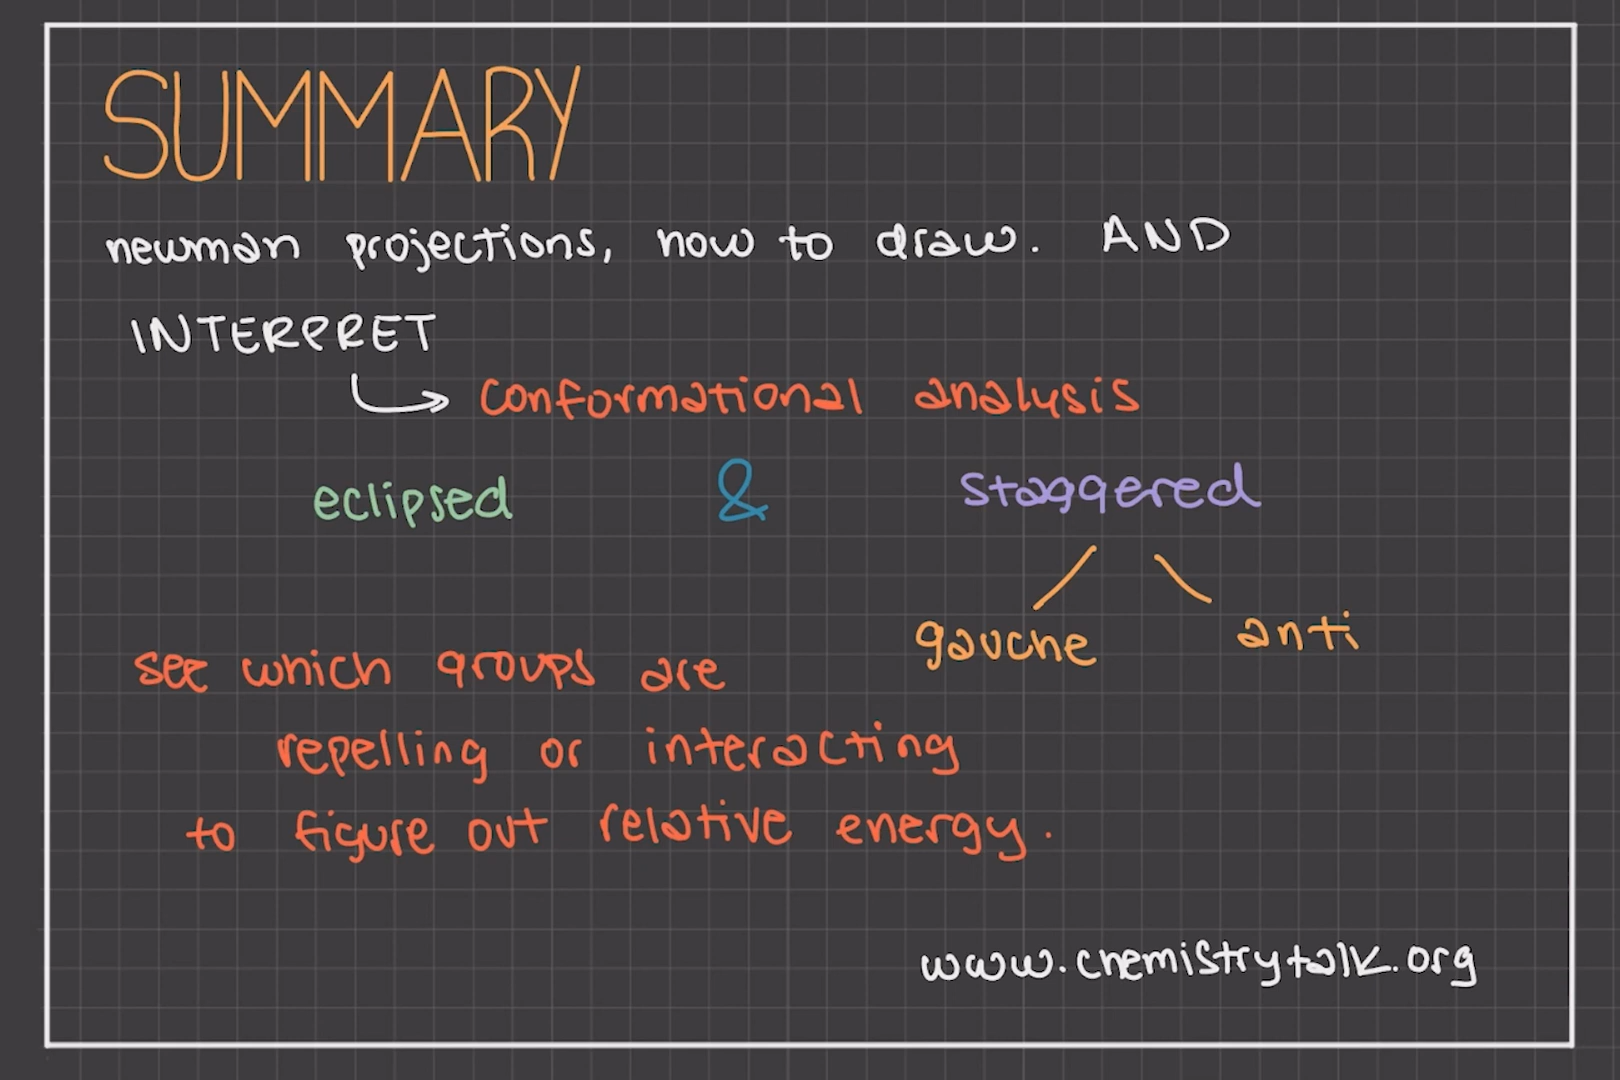 SUMMARY
newman projections, how to draw. AND
INTERPRET
conformational analysis
eclipsed & staggered
gauche anti
see which groups are
repelling or interacting
to figure out relative energy.
www.chemistrytalk.org